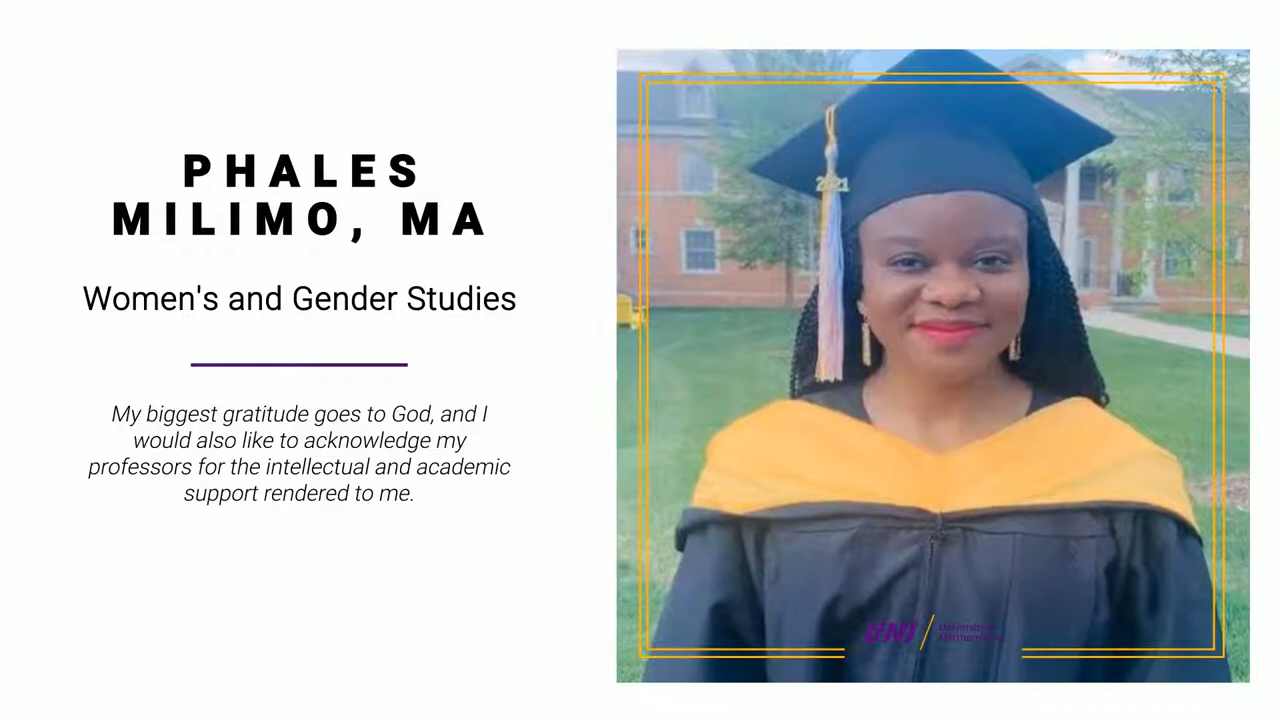 PHALES
MILIMO, MA
Women's and Gender Studies
My biggest gratitude goes to God, and I
would also like to acknowledge my
professors for the intellectual and academic
support rendered to me.
2021
UNI